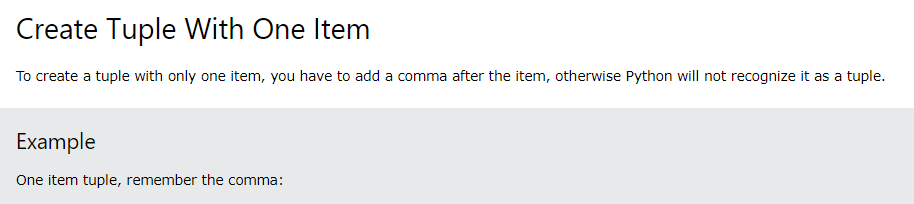 Create Tuple With One Item
To create a tuple with only one item, you have to add a comma after the item, otherwise Python will not recognize it as a tuple.
Example
One item tuple, remember the comma: